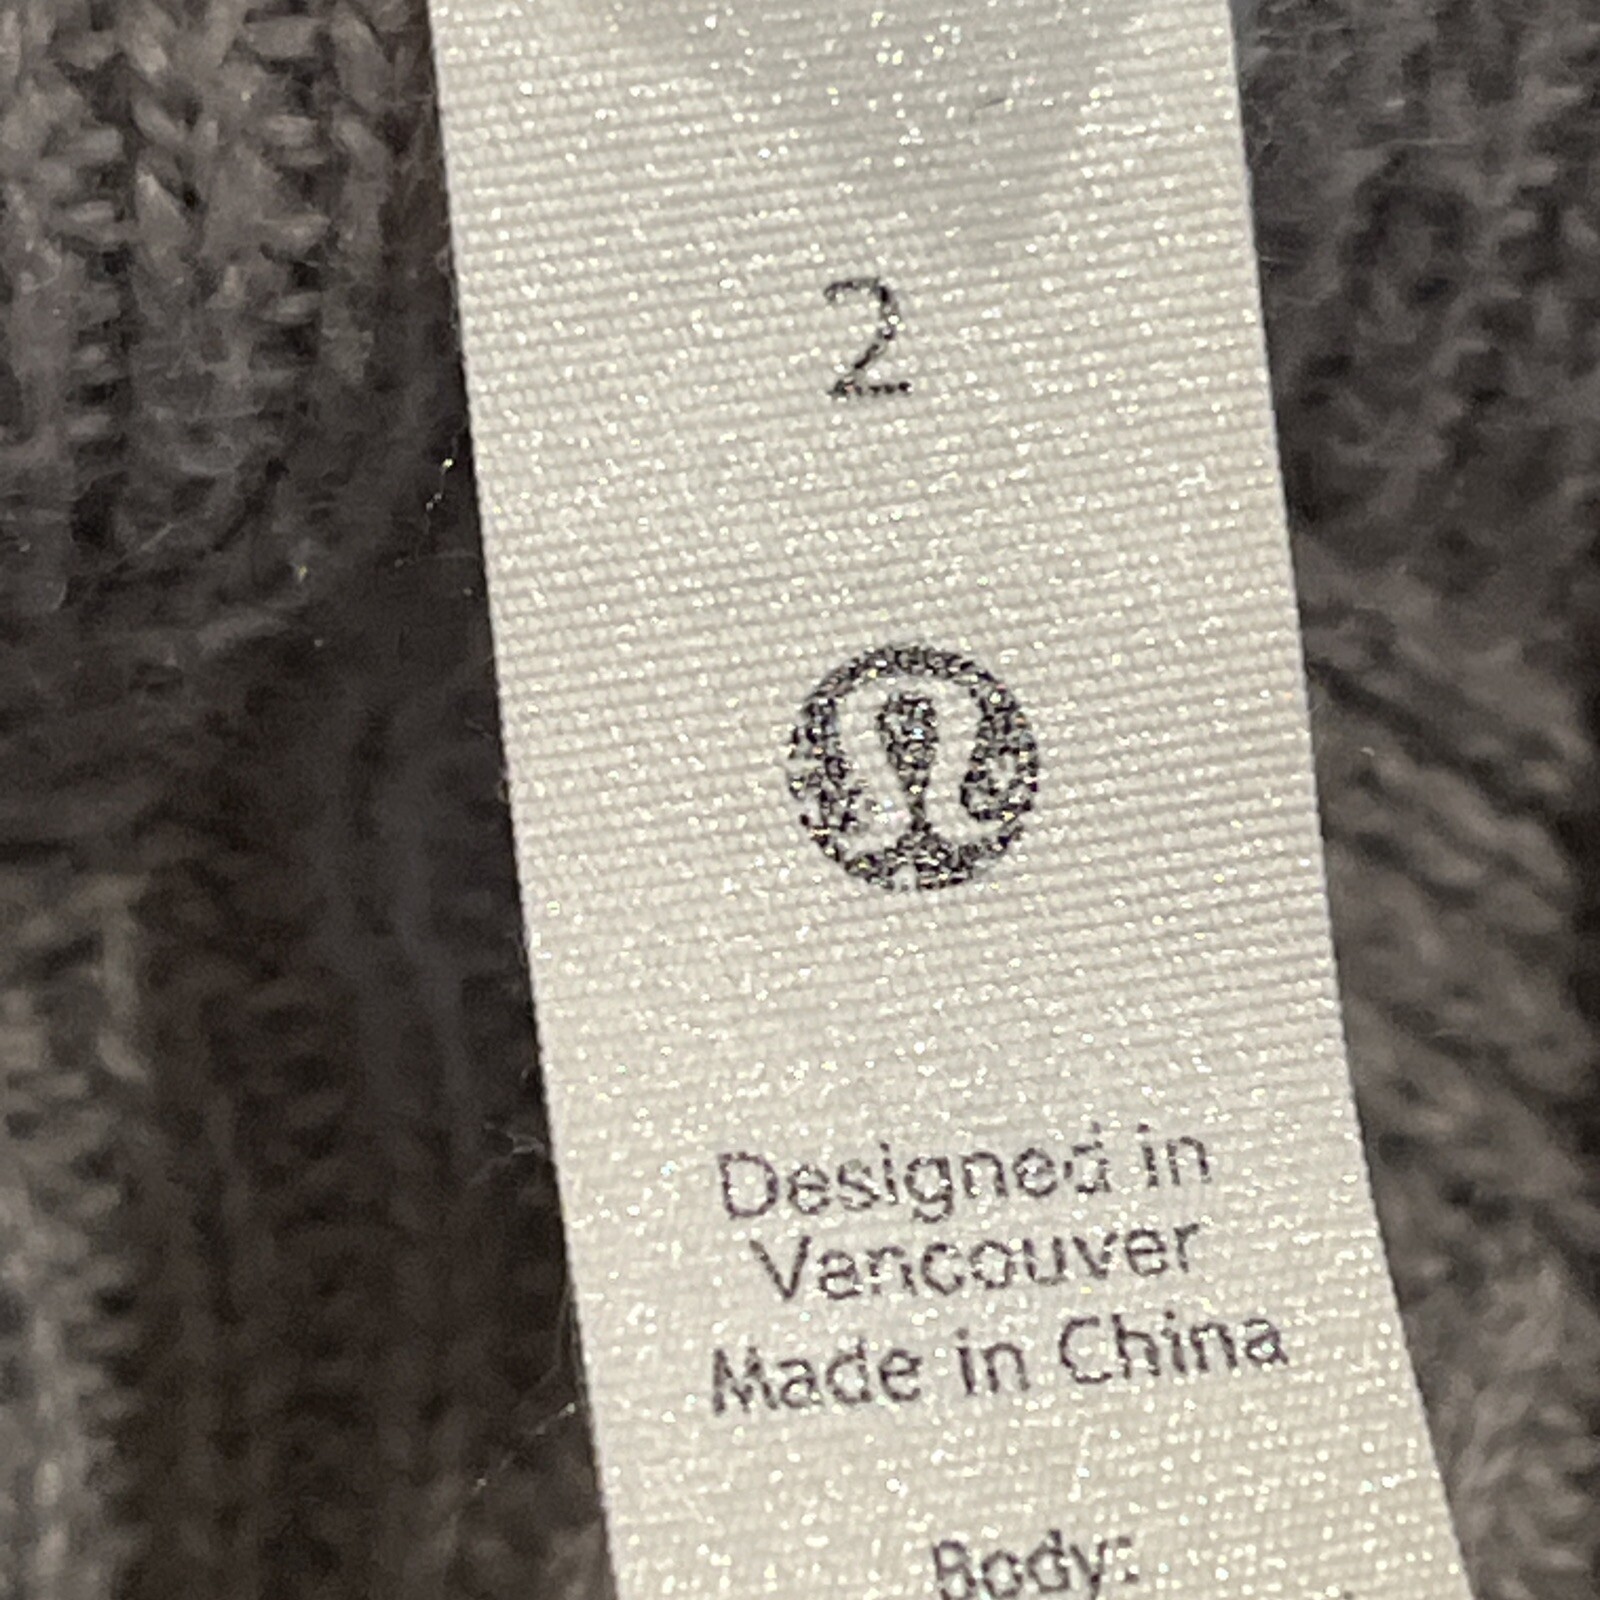 2
Designed in
Vancouver
Made in China
Body: